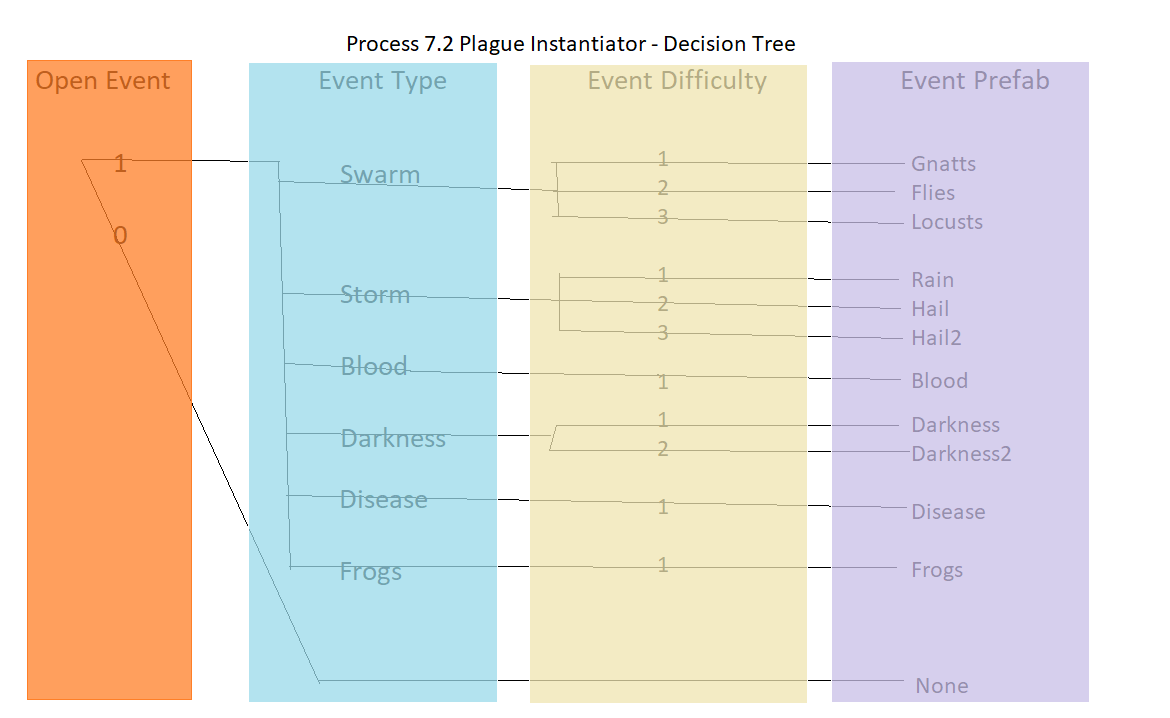 Process 7.2 Plague Instantiator - Decision Tree
Open Event
Event Type
Event Difficulty
Event Prefab
1
0
Swarm
1
2
3
Gnatts
Flies
Locusts
Storm
1
2
3
Rain
Hail
Hail2
Blood
1
Blood
Darkness
1
2
Darkness
Darkness2
Disease
1
Disease
Frogs
1
Frogs
None